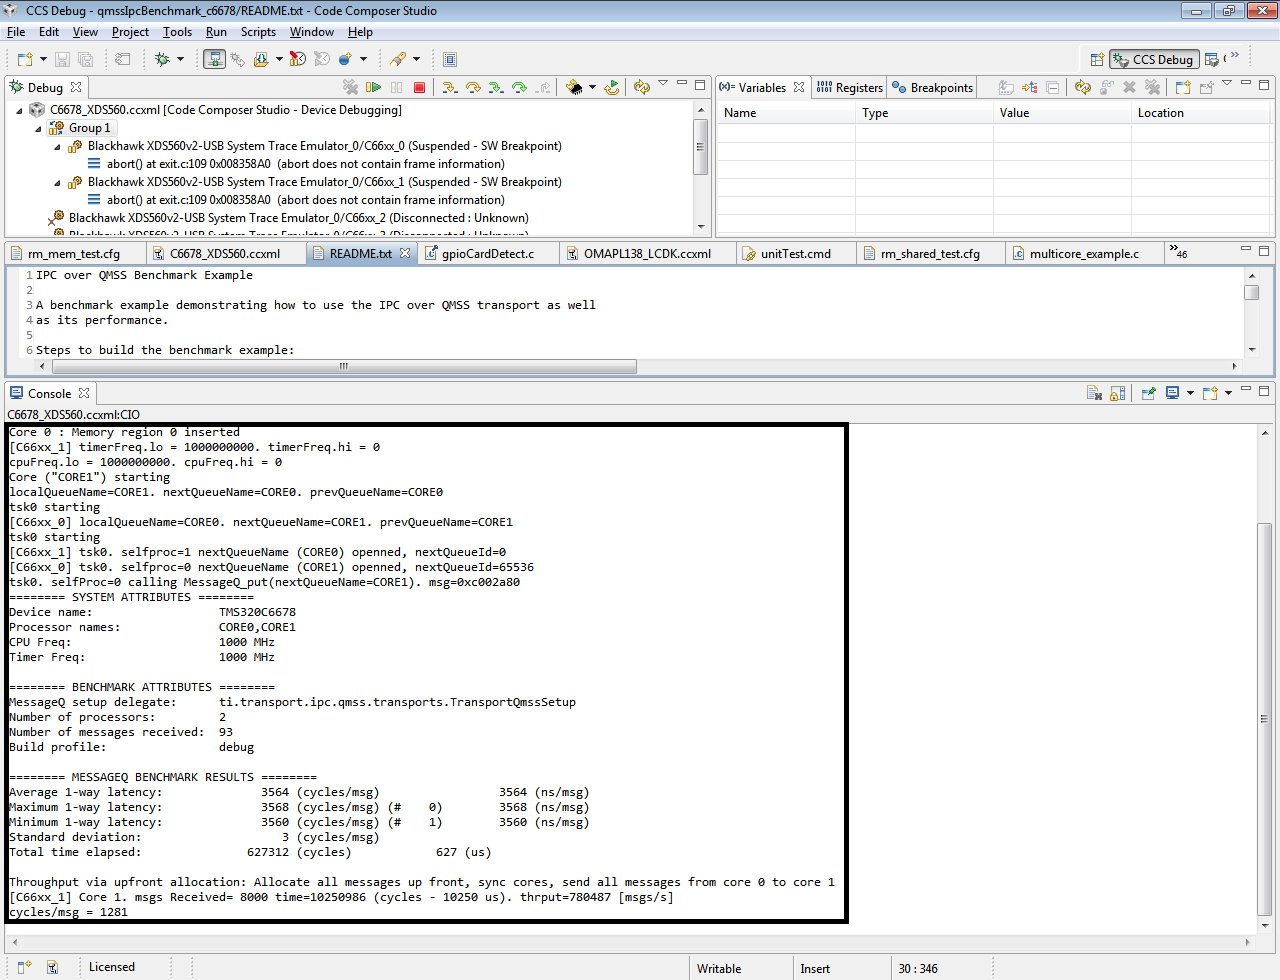 CCS Debug - qmssIpcBenchmark_c6678/README.txt - Code Composer Studio
File Edit View Project Tools Run Scripts Window Help
CCS Debug
Debug
C6678_XDS560.ccxml [Code Composer Studio - Device Debugging]
Group 1
Blackhawk XDS560v2-USB System Trace Emulator_0/C66xx_0 (Suspended - SW Breakpoint)
abort() at exit.c:109 0x008358A0 (abort does not contain frame information)
Blackhawk XDS560v2-USB System Trace Emulator_0/C66xx_1 (Suspended - SW Breakpoint)
abort() at exit.c:109 0x008358A0 (abort does not contain frame information)
Blackhawk XDS560v2-USB System Trace Emulator_0/C66xx_2 (Disconnected : Unknown)
(x)= Variables Registers Breakpoints
Name Type Value Location
rm_mem_test.cfg C6678_XDS560.ccxml README.txt gpioCardDetect.c OMAPL138_LCDK.ccxml unitTest.cmd rm_shared_test.cfg multicore_example.c »46
1 IPC over QMSS Benchmark Example
2
3 A benchmark example demonstrating how to use the IPC over QMSS transport as well
4 as its performance.
5
6 Steps to build the benchmark example:
Console
C6678_XDS560.ccxml:CIO
Core 0 : Memory region 0 inserted
[C66xx_1] timerFreq.lo = 1000000000. timerFreq.hi = 0
cpuFreq.lo = 1000000000. cpuFreq.hi = 0
Core ("CORE1") starting
localQueueName=CORE1. nextQueueName=CORE0. prevQueueName=CORE0
tsk0 starting
[C66xx_0] localQueueName=CORE0. nextQueueName=CORE1. prevQueueName=CORE1
tsk0 starting
[C66xx_1] tsk0. selfproc=1 nextQueueName (CORE0) openned, nextQueueId=0
[C66xx_0] tsk0. selfproc=0 nextQueueName (CORE1) openned, nextQueueId=65536
tsk0. selfProc=0 calling MessageQ_put(nextQueueName=CORE1). msg=0xc002a80
======== SYSTEM ATTRIBUTES ========
Device name: TMS320C6678
Processor names: CORE0,CORE1
CPU Freq: 1000 MHz
Timer Freq: 1000 MHz
======== BENCHMARK ATTRIBUTES ========
MessageQ setup delegate: ti.transport.ipc.qmss.transports.TransportQmssSetup
Number of processors: 2
Number of messages received: 93
Build profile: debug
======== MESSAGEQ BENCHMARK RESULTS ========
Average 1-way latency: 3564 (cycles/msg) 3564 (ns/msg)
Maximum 1-way latency: 3568 (cycles/msg) (# 0) 3568 (ns/msg)
Minimum 1-way latency: 3560 (cycles/msg) (# 1) 3560 (ns/msg)
Standard deviation: 3 (cycles/msg)
Total time elapsed: 627312 (cycles) 627 (us)
Throughput via upfront allocation: Allocate all messages up front, sync cores, send all messages from core 0 to core 1
[C66xx_1] Core 1. msgs Received= 8000 time=10250986 (cycles - 10250 us). thrput=780487 [msgs/s]
cycles/msg = 1281
Licensed Writable Insert 30 : 346